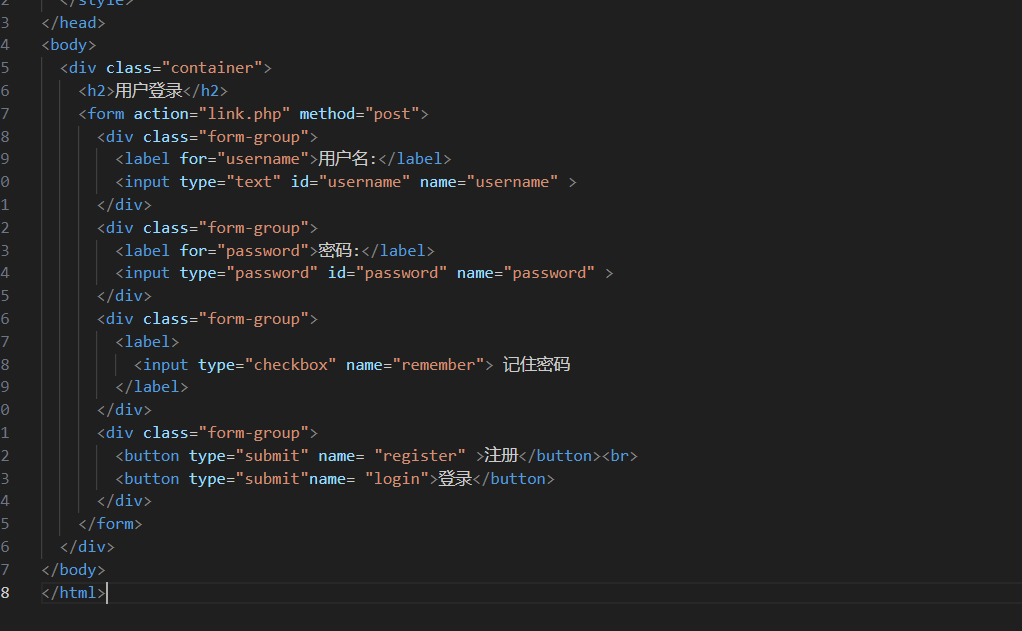 2 </style>
3 </head>
4 <body>
5 <div class="container">
6 <h2>用户登录</h2>
7 <form action="link.php" method="post">
8 <div class="form-group">
9 <label for="username">用户名:</label>
0 <input type="text" id="username" name="username" >
1 </div>
2 <div class="form-group">
3 <label for="password">密码:</label>
4 <input type="password" id="password" name="password" >
5 </div>
6 <div class="form-group">
7 <label>
8 <input type="checkbox" name="remember"> 记住密码
9 </label>
0 </div>
1 <div class="form-group">
2 <button type="submit" name= "register" >注册</button><br>
3 <button type="submit"name= "login">登录</button>
4 </div>
5 </form>
6 </div>
7 </body>
8 </html>